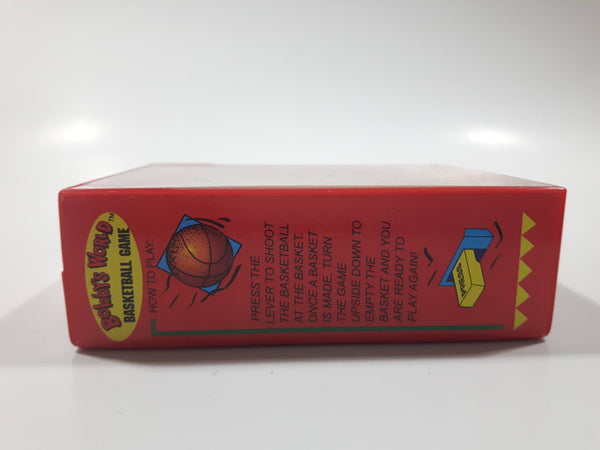 Bobby's World™
BASKETBALL GAME
HOW TO PLAY:
PRESS THE
LEVER TO SHOOT
THE BASKETBALL
AT THE BASKET.
ONCE A BASKET
IS MADE, TURN
THE GAME
UPSIDE DOWN TO
EMPTY THE
BASKET AND YOU
ARE READY TO
PLAY AGAIN!